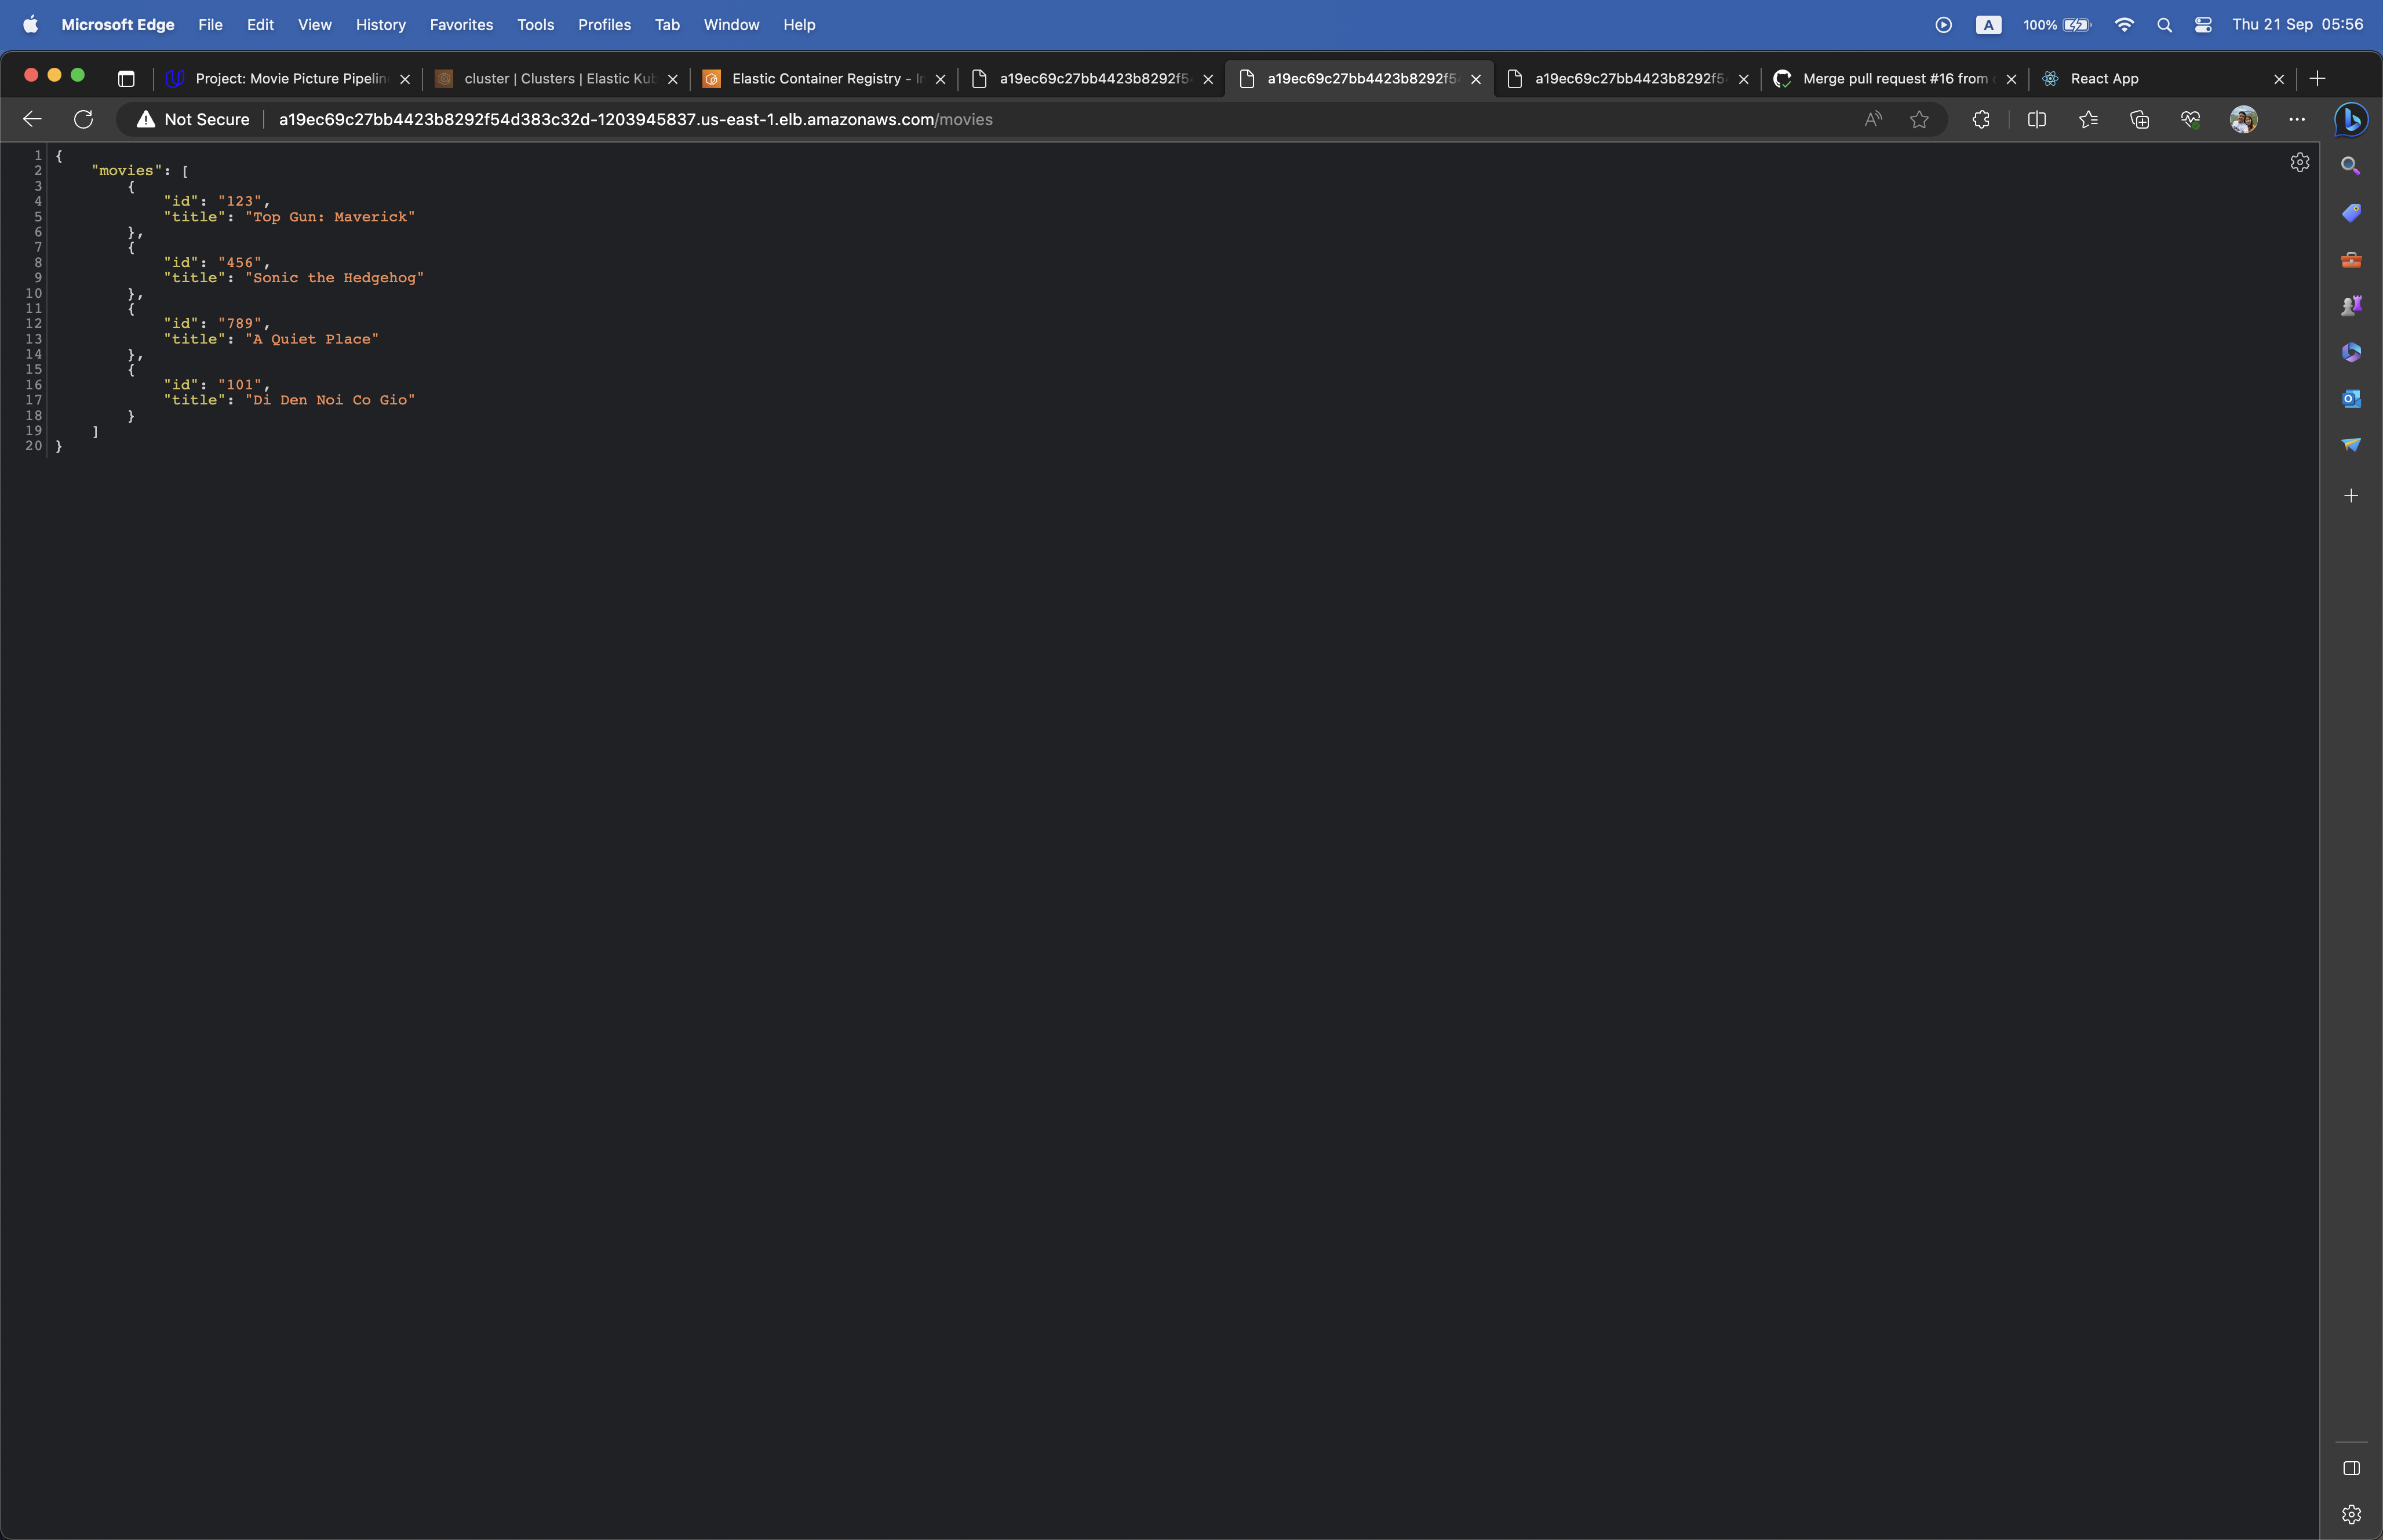 Microsoft Edge File Edit View History Favorites Tools Profiles Tab Window Help A 100% Thu 21 Sep 05:56
Project: Movie Picture Pipelin cluster | Clusters | Elastic Kub Elastic Container Registry - a19ec69c27bb4423b8292f5 a19ec69c27bb4423b8292f5 a19ec69c27bb4423b8292f5 Merge pull request #16 from React App
Not Secure a19ec69c27bb4423b8292f54d383c32d-1203945837.us-east-1.elb.amazonaws.com/movies
1 {
2 "movies": [
3 {
4 "id": "123",
5 "title": "Top Gun: Maverick"
6 },
7 {
8 "id": "456",
9 "title": "Sonic the Hedgehog"
10 },
11 {
12 "id": "789",
13 "title": "A Quiet Place"
14 },
15 {
16 "id": "101",
17 "title": "Di Den Noi Co Gio"
18 }
19 ]
20 }